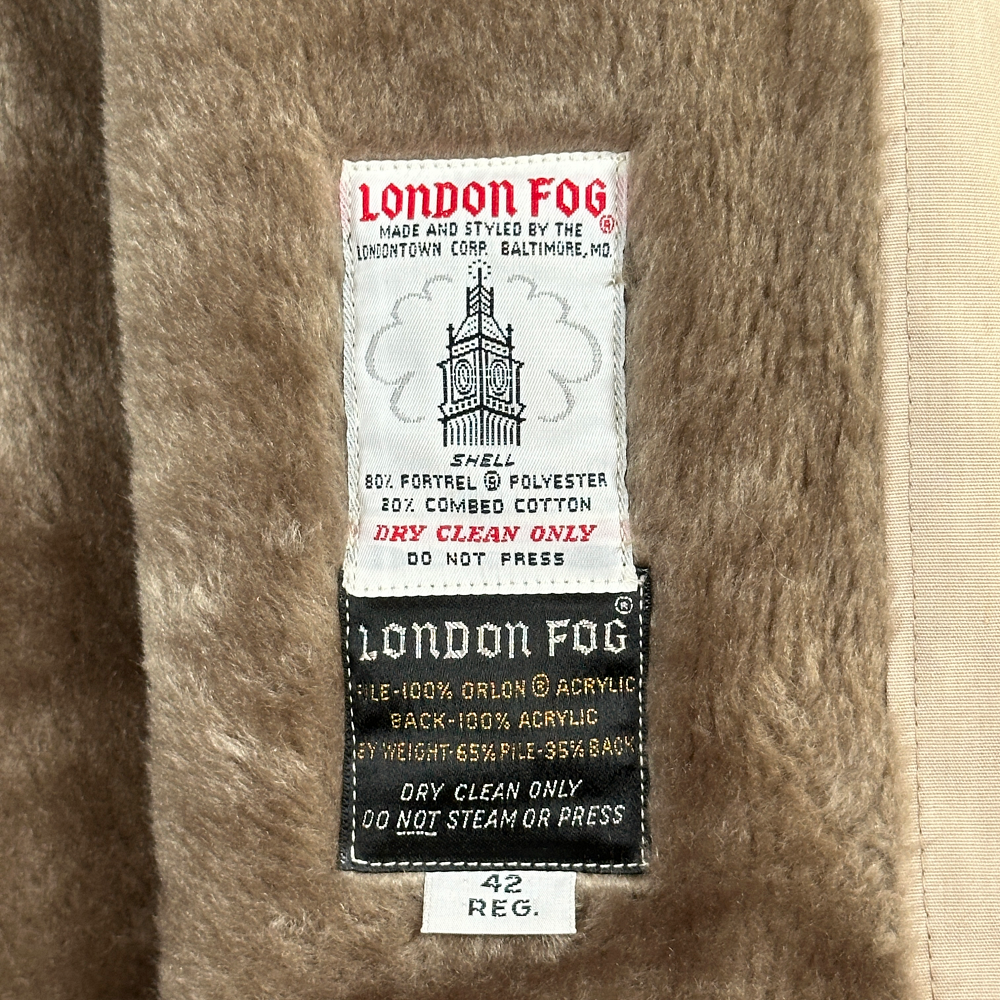 LONDON FOG ®
MADE AND STYLED BY THE
LONDONTOWN CORP. BALTIMORE, MD.
SHELL
80% FORTREL ® POLYESTER
20% COMBED COTTON
DRY CLEAN ONLY
DO NOT PRESS
®
LONDON FOG
PILE-100% ORLON ® ACRYLIC
BACK-100% ACRYLIC
BY WEIGHT-65% PILE-35% BACK
DRY CLEAN ONLY
DO NOT STEAM OR PRESS
42
REG.